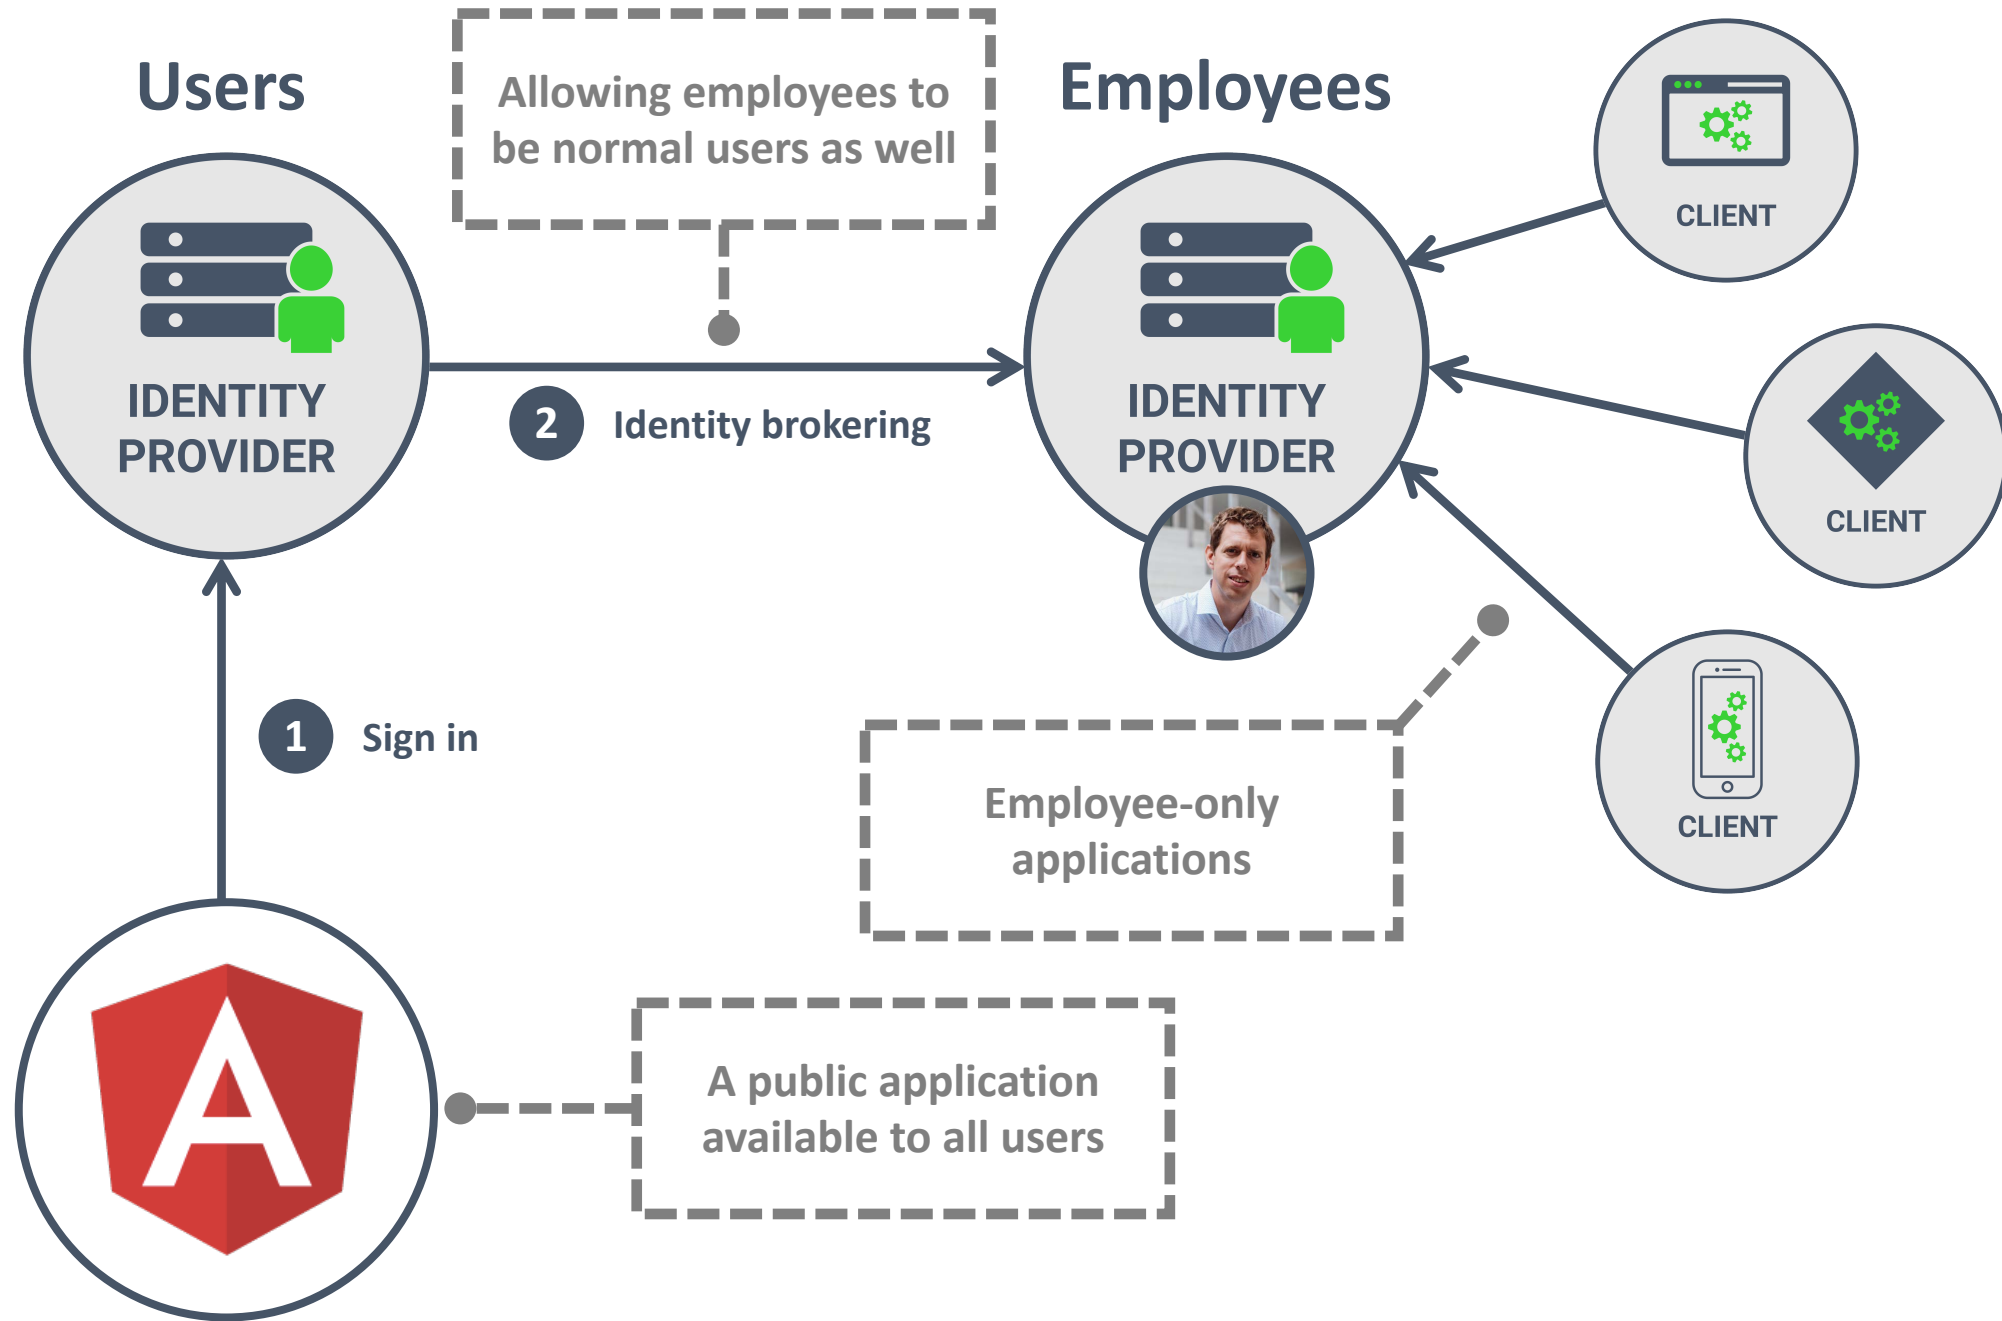 Users
Allowing employees to
be normal users as well
Employees
CLIENT
IDENTITY
PROVIDER
2 Identity brokering
IDENTITY
PROVIDER
CLIENT
1 Sign in
Employee-only
applications
CLIENT
A
A public application
available to all users